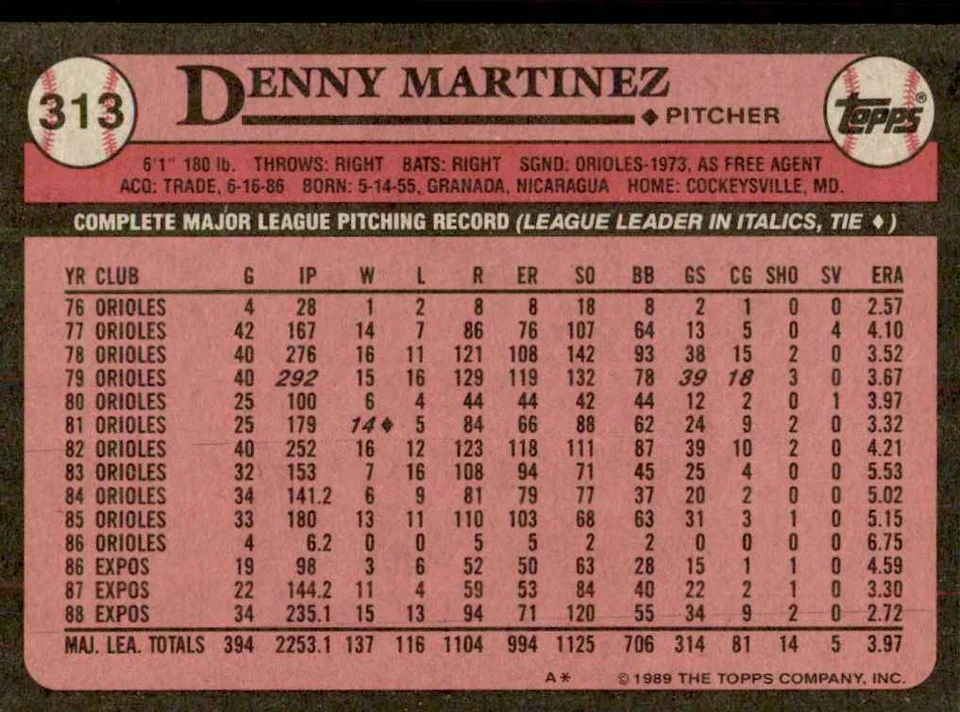 313
DENNY MARTINEZ
♦ PITCHER
TOPPS®
6'1" 180 lb. THROWS: RIGHT BATS: RIGHT SGND: ORIOLES-1973, AS FREE AGENT
ACQ: TRADE, 6-16-86 BORN: 5-14-55, GRANADA, NICARAGUA HOME: COCKEYSVILLE, MD.
COMPLETE MAJOR LEAGUE PITCHING RECORD (LEAGUE LEADER IN ITALICS, TIE ♦)
YR CLUB G IP W L R ER SO BB GS CG SHO SV ERA
76 ORIOLES 4 28 1 2 8 8 18 8 2 1 0 0 2.57
77 ORIOLES 42 167 14 7 86 76 107 64 13 5 0 4 4.10
78 ORIOLES 40 276 16 11 121 108 142 93 38 15 2 0 3.52
79 ORIOLES 40 292 15 16 129 119 132 78 39 18 3 0 3.67
80 ORIOLES 25 100 6 4 44 44 42 44 12 2 0 1 3.97
81 ORIOLES 25 179 14♦ 5 84 66 88 62 24 9 2 0 3.32
82 ORIOLES 40 252 16 12 123 118 111 87 39 10 2 0 4.21
83 ORIOLES 32 153 7 16 108 94 71 45 25 4 0 0 5.53
84 ORIOLES 34 141.2 6 9 81 79 77 37 20 2 0 0 5.02
85 ORIOLES 33 180 13 11 110 103 68 63 31 3 1 0 5.15
86 ORIOLES 4 6.2 0 0 5 5 2 2 0 0 0 0 6.75
86 EXPOS 19 98 3 6 52 50 63 28 15 1 1 0 4.59
87 EXPOS 22 144.2 11 4 59 53 84 40 22 2 1 0 3.30
88 EXPOS 34 235.1 15 13 94 71 120 55 34 9 2 0 2.72
MAJ. LEA. TOTALS 394 2253.1 137 116 1104 994 1125 706 314 81 14 5 3.97
A* © 1989 THE TOPPS COMPANY, INC.